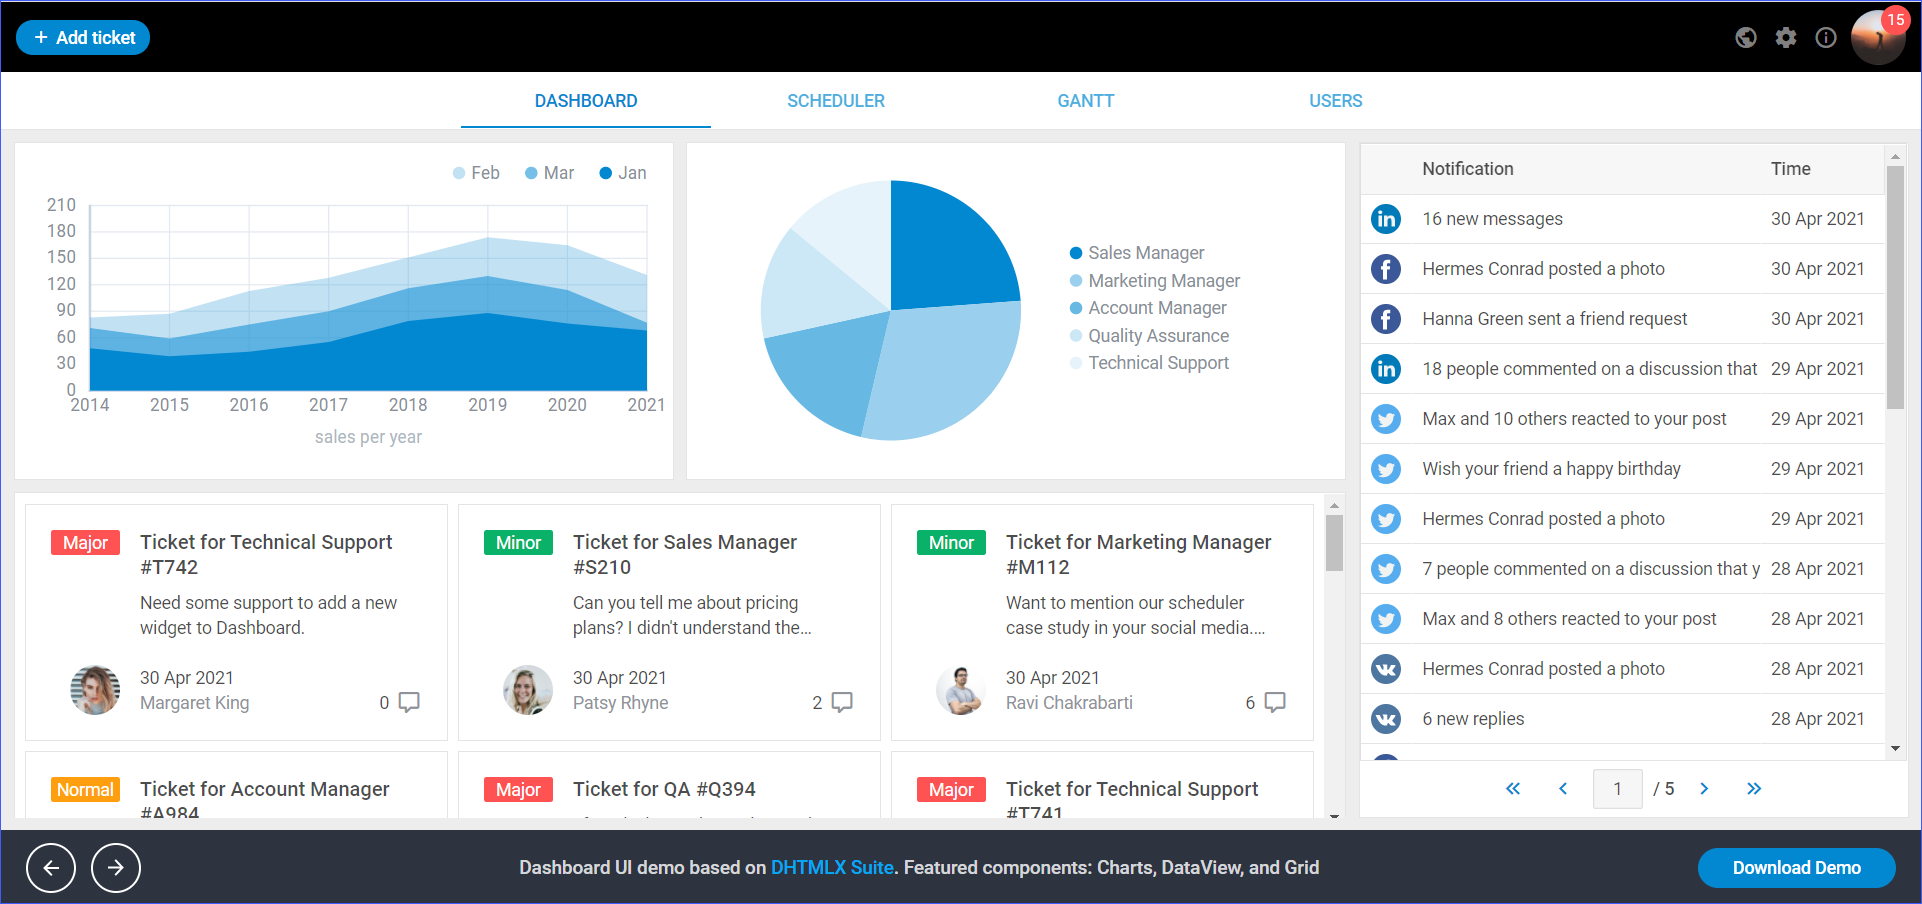 + Add ticket
15
DASHBOARD
SCHEDULER
GANTT
USERS
Feb
Mar
Jan
210
180
150
120
90
60
30
0
2014
2015
2016
2017
2018
2019
2020
2021
sales per year
Sales Manager
Marketing Manager
Account Manager
Quality Assurance
Technical Support
Notification
Time
16 new messages
30 Apr 2021
Hermes Conrad posted a photo
30 Apr 2021
Hanna Green sent a friend request
30 Apr 2021
18 people commented on a discussion that
29 Apr 2021
Max and 10 others reacted to your post
29 Apr 2021
Wish your friend a happy birthday
29 Apr 2021
Hermes Conrad posted a photo
29 Apr 2021
7 people commented on a discussion that y
28 Apr 2021
Max and 8 others reacted to your post
28 Apr 2021
Hermes Conrad posted a photo
28 Apr 2021
6 new replies
28 Apr 2021
1
/ 5
Major
Ticket for Technical Support
#T742
Need some support to add a new
widget to Dashboard.
30 Apr 2021
Margaret King
0
Minor
Ticket for Sales Manager
#S210
Can you tell me about pricing
plans? I didn't understand the...
30 Apr 2021
Patsy Rhyne
2
Minor
Ticket for Marketing Manager
#M112
Want to mention our scheduler
case study in your social media....
30 Apr 2021
Ravi Chakrabarti
6
Normal
Ticket for Account Manager
#A984
Major
Ticket for QA #Q394
Major
Ticket for Technical Support
#T741
Dashboard UI demo based on DHTMLX Suite. Featured components: Charts, DataView, and Grid
Download Demo